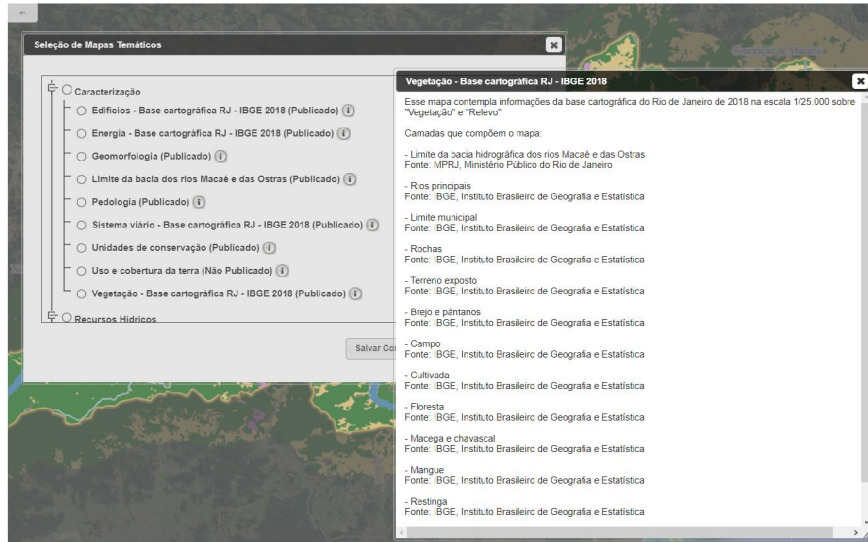 ←
Seleção de Mapas Temáticos
Caracterização
Edifícios - Base cartográfica RJ - IBGE 2018 (Publicado) i
Energia - Base cartográfica RJ - IBGE 2018 (Publicado) i
Geomorfologia (Publicado) i
Limite da bacia dos rios Macaé e das Ostras (Publicado) i
Pedologia (Publicado) i
Sistema viário - Base cartográfica RJ - IBGE 2018 (Publicado) i
Unidades de conservação (Publicado) i
Uso e cobertura da terra (Não Publicado) i
Vegetação - Base cartográfica RJ - IBGE 2018 (Publicado) i
Recursos Hídricos
Salvar
Vegetação - Base cartográfica RJ - IBGE 2018
Esse mapa contempla informações da base cartográfica do Rio de Janeiro de 2018 na escala 1/25.000 sobre
"Vegetação" e "Relevo"
Camadas que compõem o mapa:
- Limite da bacia hidrográfica dos rios Macaé e das Ostras
Fonte: MPRJ, Ministério Público do Rio de Janeiro
- Rios principais
Fonte: IBGE, Instituto Brasileiro de Geografia e Estatística
- Limite municipal
Fonte: IBGE, Instituto Brasileiro de Geografia e Estatística
- Rochas
Fonte: IBGE, Instituto Brasileiro de Geografia e Estatística
- Terreno exposto
Fonte: IBGE, Instituto Brasileiro de Geografia e Estatística
- Brejo e pântanos
Fonte: IBGE, Instituto Brasileiro de Geografia e Estatística
- Campo
Fonte: IBGE, Instituto Brasileiro de Geografia e Estatística
- Cultivada
Fonte: IBGE, Instituto Brasileiro de Geografia e Estatística
- Floresta
Fonte: IBGE, Instituto Brasileiro de Geografia e Estatística
- Macega e chavascal
Fonte: IBGE, Instituto Brasileiro de Geografia e Estatística
- Mangue
Fonte: IBGE, Instituto Brasileiro de Geografia e Estatística
- Restinga
Fonte: IBGE, Instituto Brasileiro de Geografia e Estatística